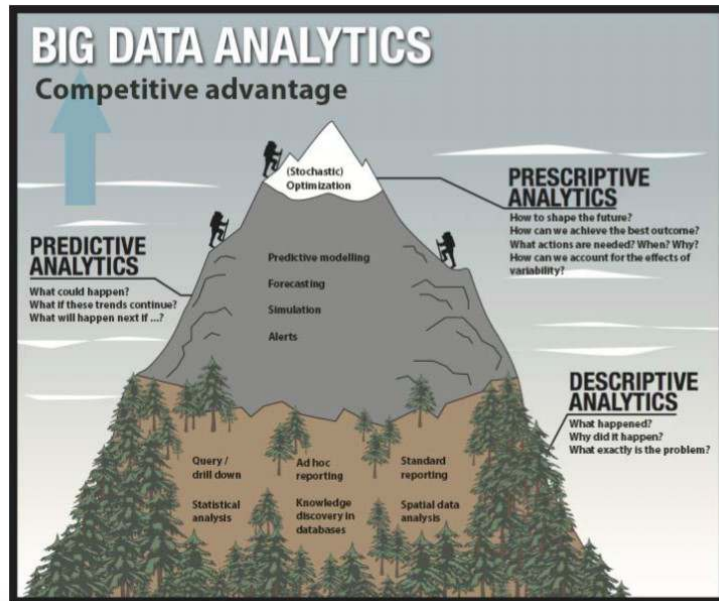 BIG DATA ANALYTICS
Competitive advantage
(Stochastic)
Optimization
PRESCRIPTIVE
ANALYTICS
How to shape the future?
How can we achieve the best outcome?
What actions are needed? When? Why?
How can we account for the effects of
variability?
PREDICTIVE
ANALYTICS
What could happen?
What if these trends continue?
What will happen next if ...?
Predictive modelling
Forecasting
Simulation
Alerts
DESCRIPTIVE
ANALYTICS
What happened?
Why did it happen?
What exactly is the problem?
Query /
drill down
Ad hoc
reporting
Standard
reporting
Statistical
analysis
Knowledge
discovery in
databases
Spatial data
analysis